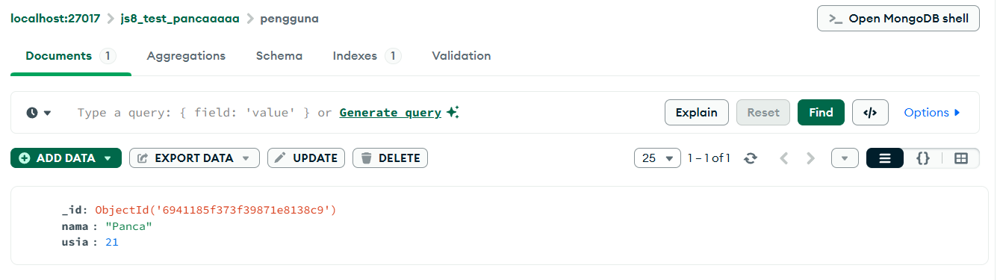 localhost:27017 > js8_test_pancaaaaa > pengguna >_ Open MongoDB shell
Documents 1 Aggregations Schema Indexes 1 Validation
Type a query: { field: 'value' } or Generate query Explain Reset Find </> Options
ADD DATA EXPORT DATA UPDATE DELETE 25 1 – 1 of 1 {}
_id: ObjectId('6941185f373f39871e8138c9')
nama : "Panca"
usia : 21